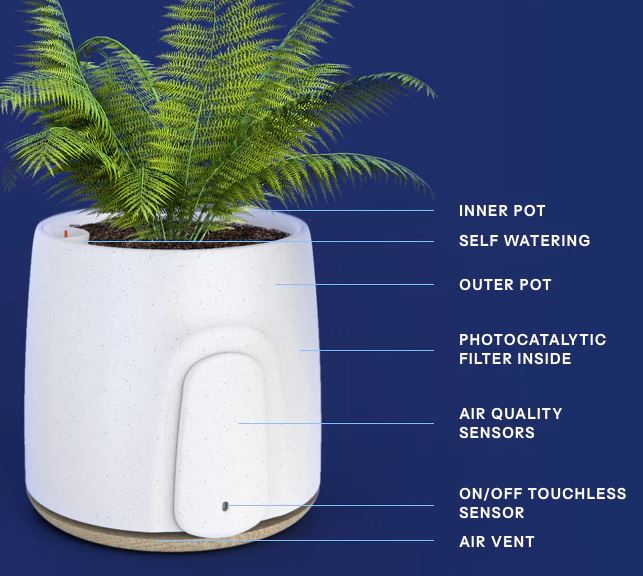 INNER POT
SELF WATERING
OUTER POT
PHOTOCATALYTIC
FILTER INSIDE
AIR QUALITY
SENSORS
ON/OFF TOUCHLESS
SENSOR
AIR VENT